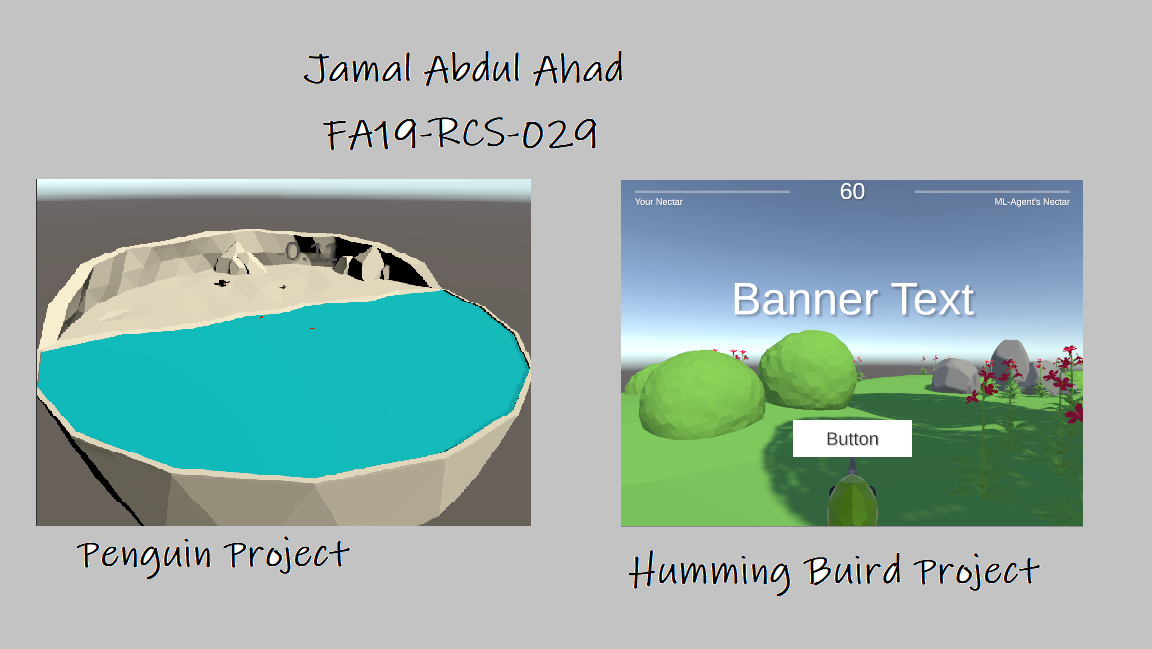 Jamal Abdul Ahad
FA19-RCS-029
60
Your Nectar
ML-Agent's Nectar
Banner Text
Button
Penguin Project
Humming Buird Project